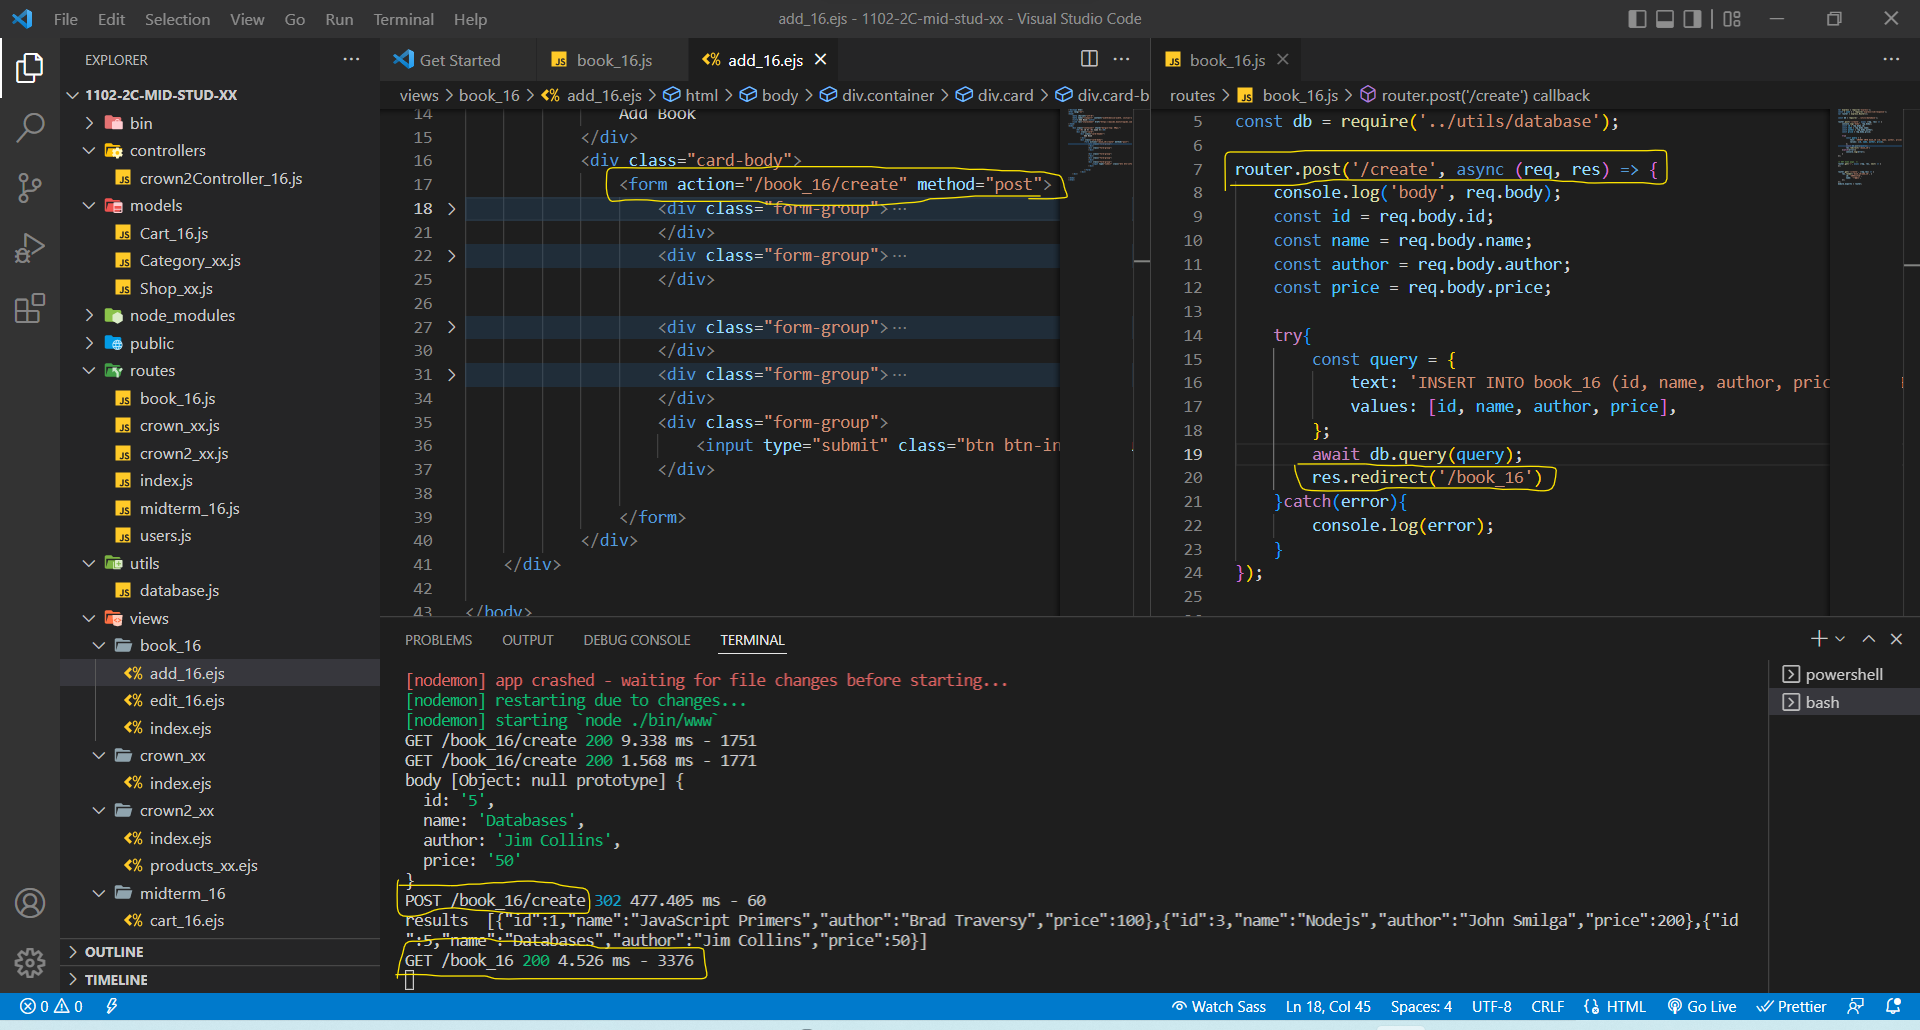 File Edit Selection View Go Run Terminal Help
add_16.ejs - 1102-2C-mid-stud-xx - Visual Studio Code
EXPLORER
1102-2C-MID-STUD-XX
bin
controllers
crown2Controller_16.js
models
Cart_16.js
Category_xx.js
Shop_xx.js
node_modules
public
routes
book_16.js
crown_xx.js
crown2_xx.js
index.js
midterm_16.js
users.js
utils
database.js
views
book_16
add_16.ejs
edit_16.ejs
index.ejs
crown_xx
index.ejs
crown2_xx
index.ejs
products_xx.ejs
midterm_16
cart_16.ejs
OUTLINE
TIMELINE
Get Started
book_16.js
add_16.ejs
views > book_16 > add_16.ejs > html > body > div.container > div.card > div.card-b
14 Add Book
15 </div>
16 <div class="card-body">
17 <form action="/book_16/create" method="post">
18 <div class="form-group">…
21 </div>
22 <div class="form-group">…
25 </div>
26
27 <div class="form-group">…
30 </div>
31 <div class="form-group">…
34 </div>
35 <div class="form-group">
36 <input type="submit" class="btn btn-in
37 </div>
38
39 </form>
40 </div>
41 </div>
42
43 </body>
book_16.js
routes > book_16.js > router.post('/create') callback
5 const db = require('../utils/database');
6
7 router.post('/create', async (req, res) => {
8 console.log('body', req.body);
9 const id = req.body.id;
10 const name = req.body.name;
11 const author = req.body.author;
12 const price = req.body.price;
13
14 try{
15 const query = {
16 text: 'INSERT INTO book_16 (id, name, author, pric
17 values: [id, name, author, price],
18 };
19 await db.query(query);
20 res.redirect('/book_16')
21 }catch(error){
22 console.log(error);
23 }
24 });
25
PROBLEMS OUTPUT DEBUG CONSOLE TERMINAL
[nodemon] app crashed - waiting for file changes before starting...
[nodemon] restarting due to changes...
[nodemon] starting `node ./bin/www`
GET /book_16/create 200 9.338 ms - 1751
GET /book_16/create 200 1.568 ms - 1771
body [Object: null prototype] {
id: '5',
name: 'Databases',
author: 'Jim Collins',
price: '50'
}
POST /book_16/create 302 477.405 ms - 60
results [{"id":1,"name":"JavaScript Primers","author":"Brad Traversy","price":100},{"id":3,"name":"Nodejs","author":"John Smilga","price":200},{"id
":5,"name":"Databases","author":"Jim Collins","price":50}]
GET /book_16 200 4.526 ms - 3376
powershell
bash
0 0
Watch Sass Ln 18, Col 45 Spaces: 4 UTF-8 CRLF HTML Go Live Prettier